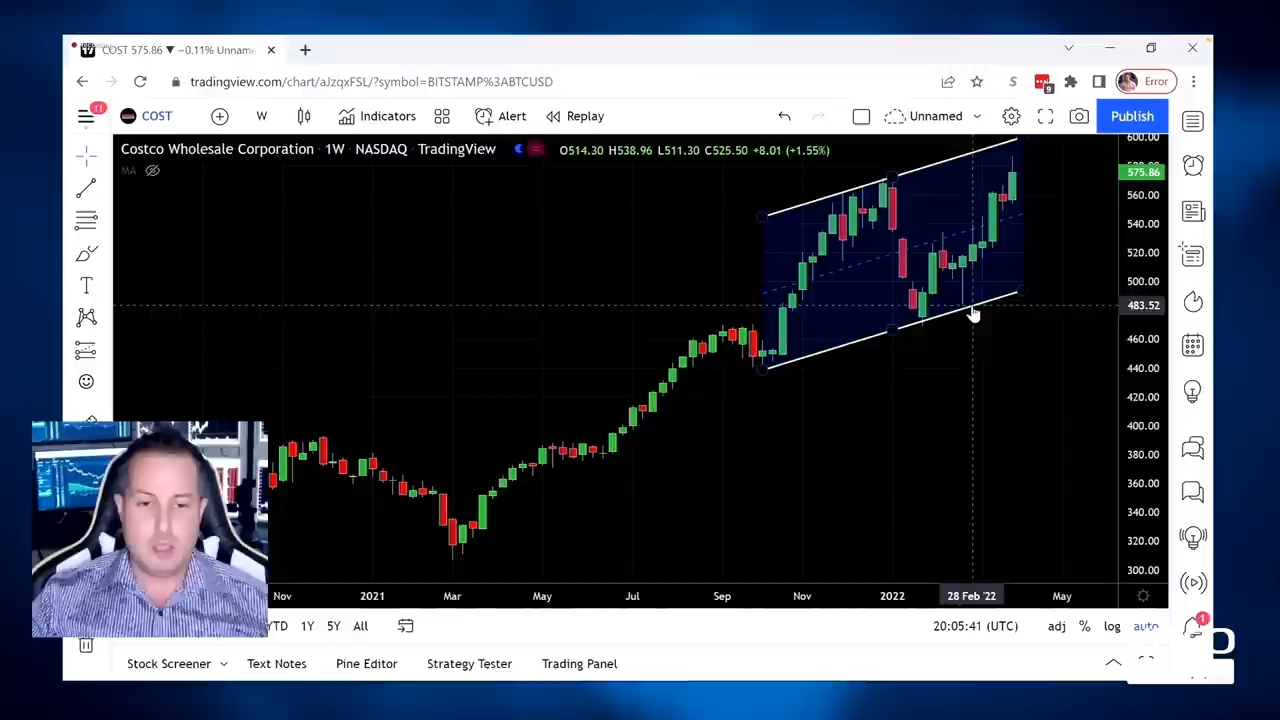 COST 575.86 ▼ −0.11% Unname
tradingview.com/chart/aJzqxFSL/?symbol=BITSTAMP%3ABTCUSD
S
9
Error
11
COST
W
Indicators
Alert
Replay
Unnamed
Publish
Costco Wholesale Corporation · 1W · NASDAQ · TradingView
O514.30 H538.96 L511.30 C525.50 +8.01 (+1.55%)
MA
600.00
575.86
560.00
540.00
520.00
500.00
483.52
460.00
440.00
420.00
400.00
380.00
360.00
340.00
320.00
300.00
Nov
2021
Mar
May
Jul
Sep
Nov
2022
28 Feb '22
May
YTD 1Y 5Y All
20:05:41 (UTC)
adj % log auto
1
Stock Screener
Text Notes
Pine Editor
Strategy Tester
Trading Panel